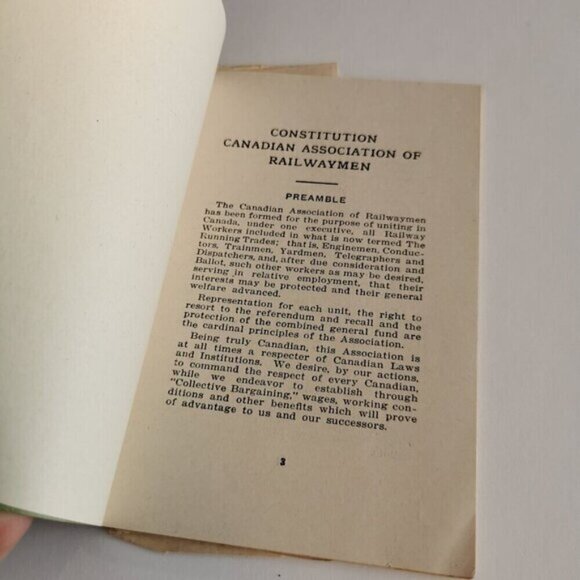 CONSTITUTION
CANADIAN ASSOCIATION OF
RAILWAYMEN
PREAMBLE
The Canadian Association of Railwaymen
has been formed for the purpose of uniting in
Canada, under one executive, all Railway
Workers included in what is now termed The
Running Trades; that is, Enginemen, Conduc-
tors, Trainmen, Yardmen, Telegraphers and
Dispatchers, and, after due consideration and
Ballot, such other workers as may be desired,
serving in relative employment, that their
interests may be protected and their general
welfare advanced.
Representation for each unit, the right to
resort to the referendum and recall and the
protection of the combined general fund are
the cardinal principles of the Association.
Being truly Canadian, this Association is
at all times a respecter of Canadian Laws
and Institutions. We desire, by our actions,
to command the respect of every Canadian,
while we endeavor to establish through
"Collective Bargaining," wages, working con-
ditions and other benefits which will prove
of advantage to us and our successors.
3